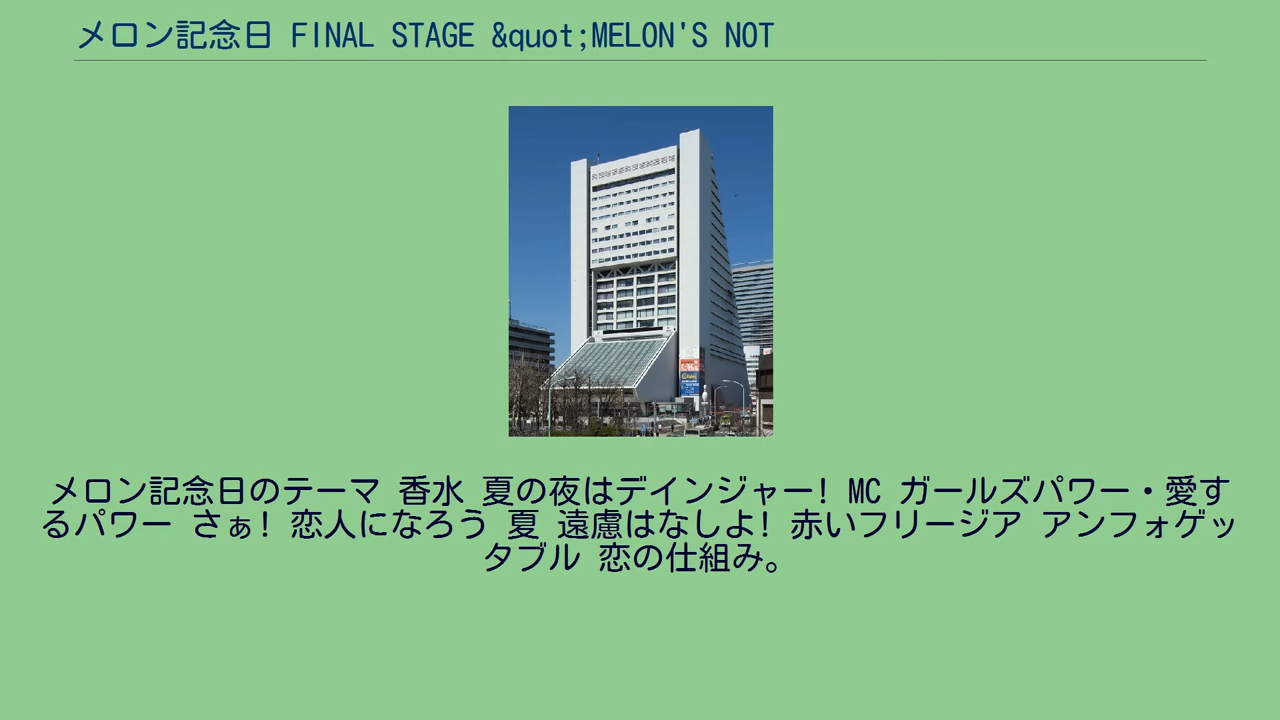 メロン記念日 FINAL STAGE &quot;MELON'S NOT
メロン記念日のテーマ 香水 夏の夜はデインジャー! MC ガールズパワー・愛す
るパワー さぁ! 恋人になろう 夏 遠慮はなしよ! 赤いフリージア アンフォゲッ
タブル 恋の仕組み。